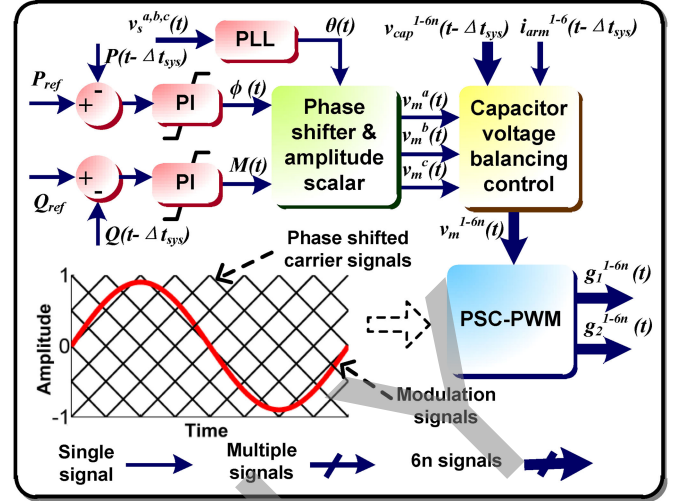 v_s^{a,b,c}(t)
PLL
θ(t)
v_cap^{1-6n}(t- Δt_sys)
i_arm^{1-6}(t- Δt_sys)
P(t- Δt_sys)
P_ref
+ -
PI
ϕ (t)
Phase
shifter &
amplitude
scalar
v_m^a(t)
v_m^b(t)
v_m^c(t)
Capacitor
voltage
balancing
control
Q_ref
+ -
PI
M(t)
Q(t- Δt_sys)
v_m^{1-6n}(t)
Phase shifted
carrier signals
PSC-PWM
g_1^{1-6n}(t)
g_2^{1-6n}(t)
1
0
-1
Amplitude
Time
Modulation
signals
Single
signal
Multiple
signals
6n signals